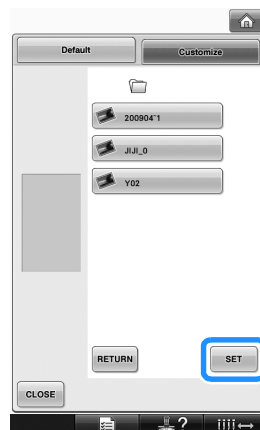 Default Customize
200904~1
JIJI_0
Y02
RETURN SET
CLOSE
?